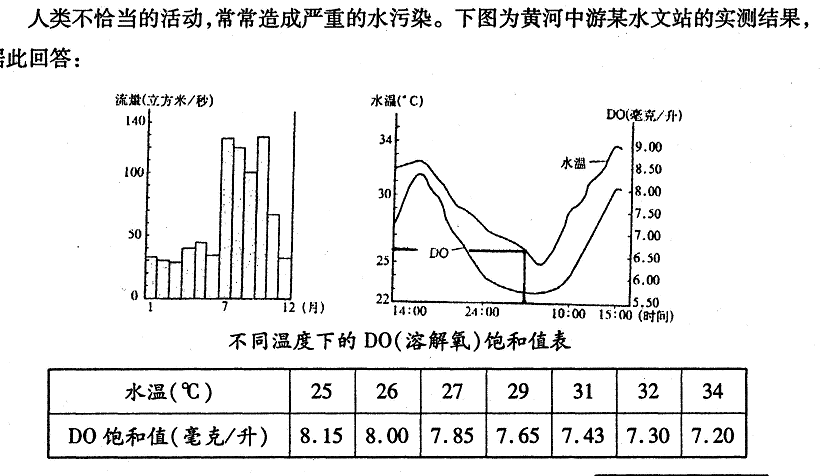 人类不恰当的活动,常常造成严重的水污染。下图为黄河中游某水文站的实测结果,
据此回答:
流量(立方米/秒)
140
100
50
0
1
7
12 (月)
水温(°C)
34
30
25
22
DO(毫克/升)
9.00
8.50
8.00
7.50
7.00
6.50
6.00
5.50
水温
DO
14:00
24:00
10:00
15:00 (时间)
不同温度下的 DO(溶解氧)饱和值表
水温(℃) 25 26 27 29 31 32 34
DO 饱和值(毫克/升) 8.15 8.00 7.85 7.65 7.43 7.30 7.20